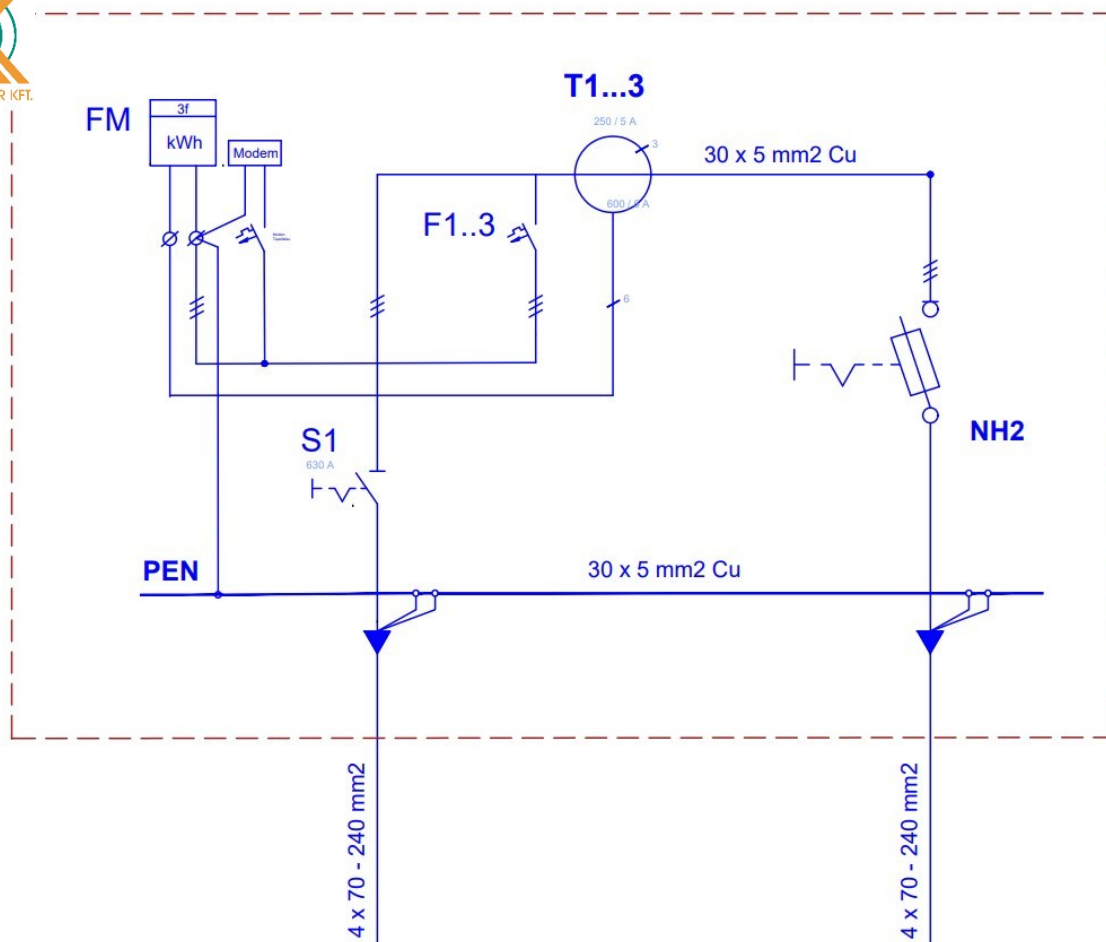 R KFT.
FM
3f
kWh
Modem
T1...3
250 / 5 A
3
600 / 5 A
30 x 5 mm2 Cu
F1..3
6
S1
630 A
NH2
PEN
30 x 5 mm2 Cu
4 x 70 - 240 mm2
4 x 70 - 240 mm2